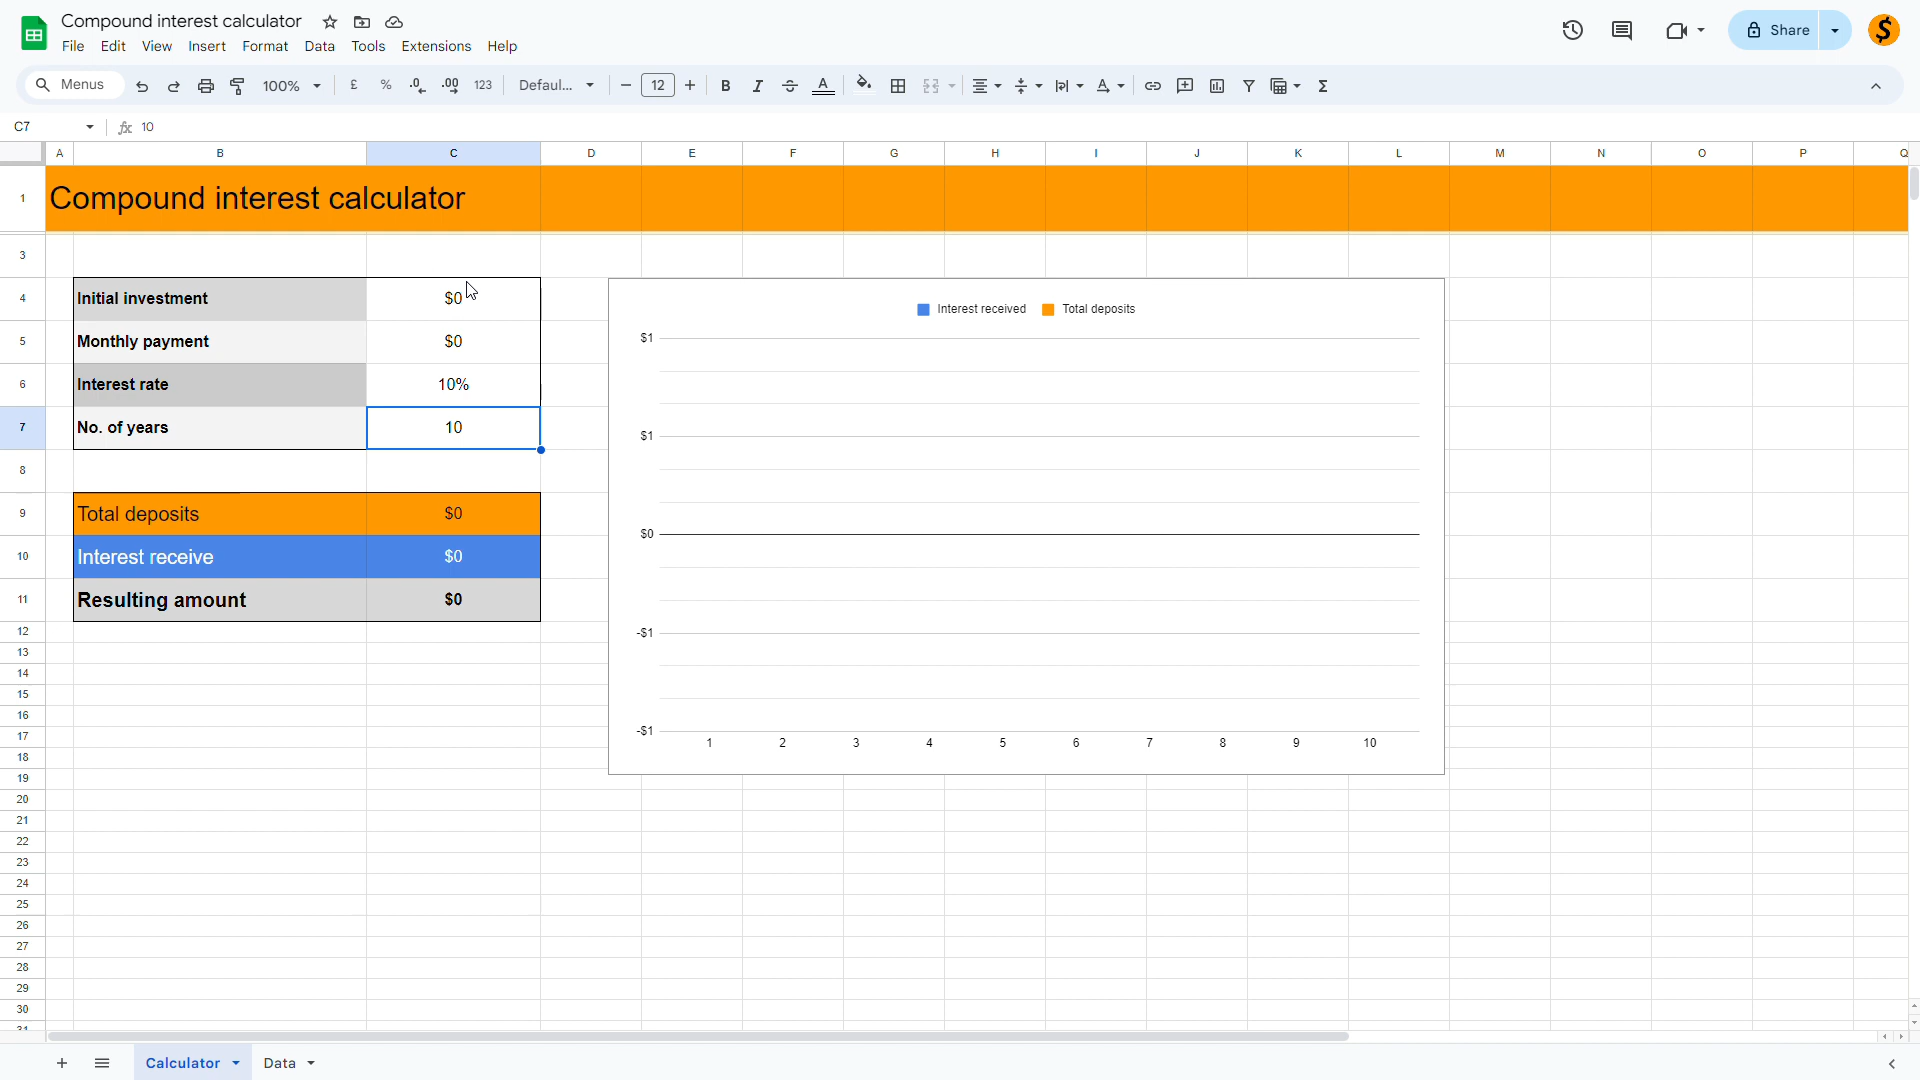 Compound interest calculator
File Edit View Insert Format Data Tools Extensions Help
Share
$
Menus 100% £ % .0 .00 123 Defaul... − 12 + B I S A Σ
C7 fx 10
A B C D E F G H I J K L M N O P Q
1 Compound interest calculator
3
4 Initial investment $0
5 Monthly payment $0
6 Interest rate 10%
7 No. of years 10
8
9 Total deposits $0
10 Interest receive $0
11 Resulting amount $0
12
13
14
15
16
17
18
19
20
21
22
23
24
25
26
27
28
29
30
31
Interest received Total deposits
$1
$1
$0
-$1
-$1
1 2 3 4 5 6 7 8 9 10
+ Calculator Data